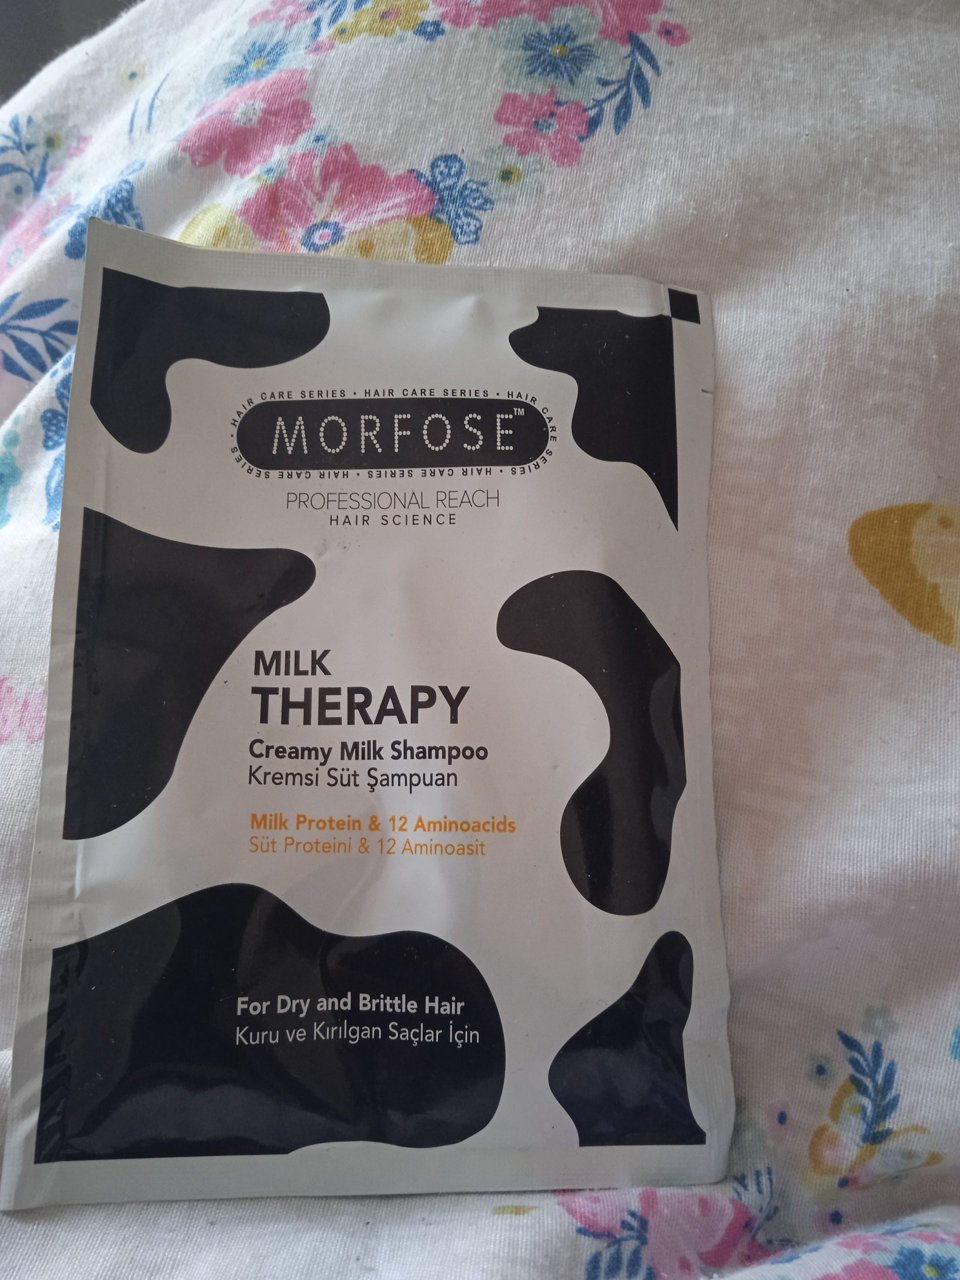 HAIR CARE SERIES • HAIR CARE SERIES • HAIR CARE SERIES • HAIR CARE SERIES • HAIR CARE SERIES •
MORFOSE™
PROFESSIONAL REACH
HAIR SCIENCE
MILK
THERAPY
Creamy Milk Shampoo
Kremsi Süt Şampuan
Milk Protein & 12 Aminoacids
Süt Proteini & 12 Aminoasit
For Dry and Brittle Hair
Kuru ve Kırılgan Saçlar İçin